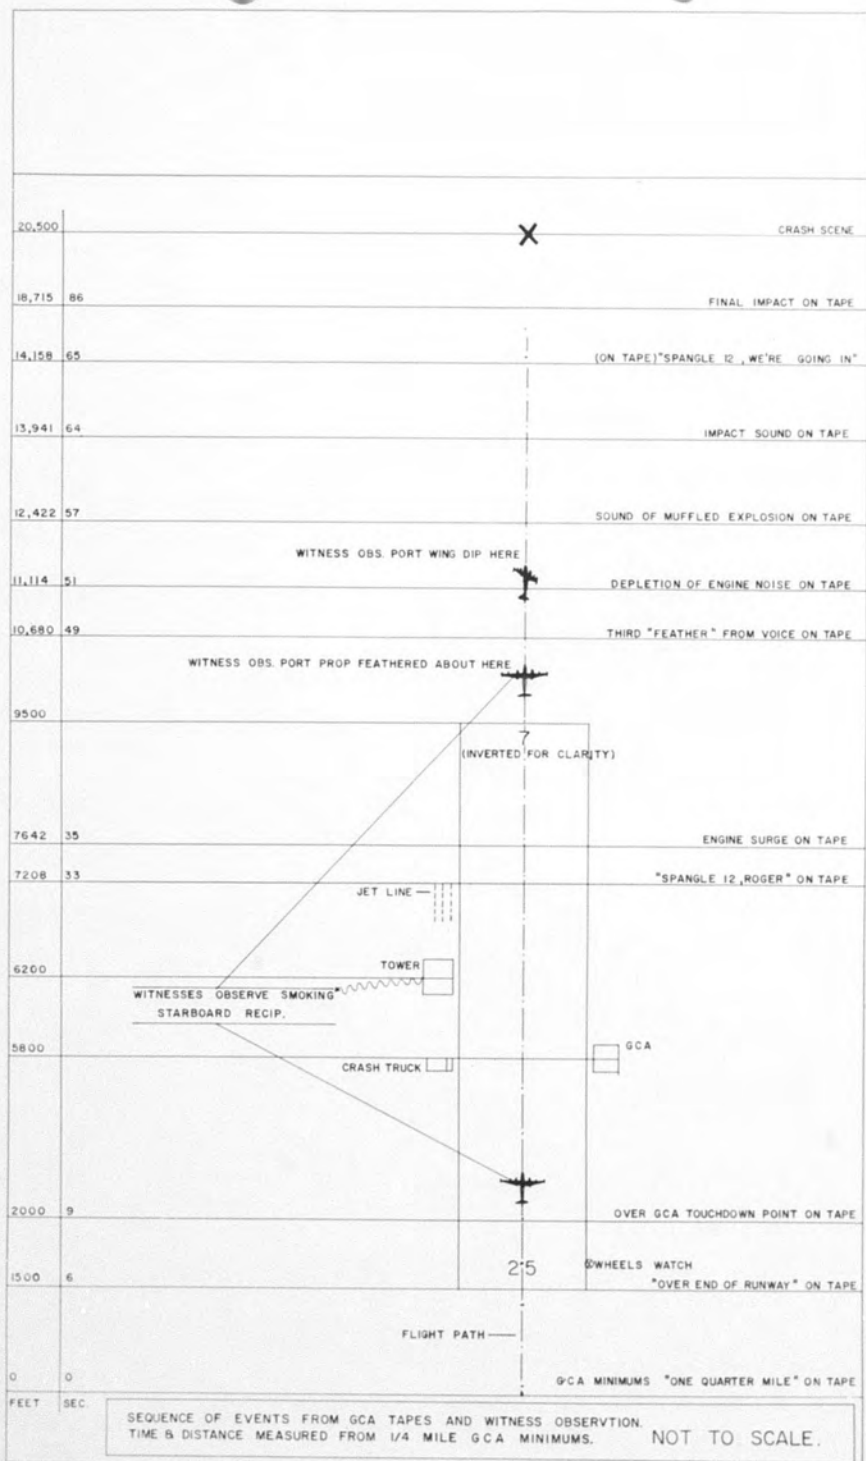 20,500 CRASH SCENE
18,715 86 FINAL IMPACT ON TAPE
14,158 65 (ON TAPE)"SPANGLE 12, WE'RE GOING IN"
13,941 64 IMPACT SOUND ON TAPE
12,422 57 SOUND OF MUFFLED EXPLOSION ON TAPE
WITNESS OBS. PORT WING DIP HERE
11,114 51 DEPLETION OF ENGINE NOISE ON TAPE
10,680 49 THIRD "FEATHER" FROM VOICE ON TAPE
WITNESS OBS. PORT PROP FEATHERED ABOUT HERE
9500
7
(INVERTED FOR CLARITY)
7642 35 ENGINE SURGE ON TAPE
7208 33 "SPANGLE 12, ROGER" ON TAPE
JET LINE
TOWER
6200
WITNESSES OBSERVE SMOKING
STARBOARD RECIP.
5800 GCA
CRASH TRUCK
2000 9 OVER GCA TOUCHDOWN POINT ON TAPE
25 WHEELS WATCH
1500 6 "OVER END OF RUNWAY" ON TAPE
FLIGHT PATH
0 0 GCA MINIMUMS "ONE QUARTER MILE" ON TAPE
FEET SEC.
SEQUENCE OF EVENTS FROM GCA TAPES AND WITNESS OBSERVTION.
TIME & DISTANCE MEASURED FROM 1/4 MILE GCA MINIMUMS. NOT TO SCALE.